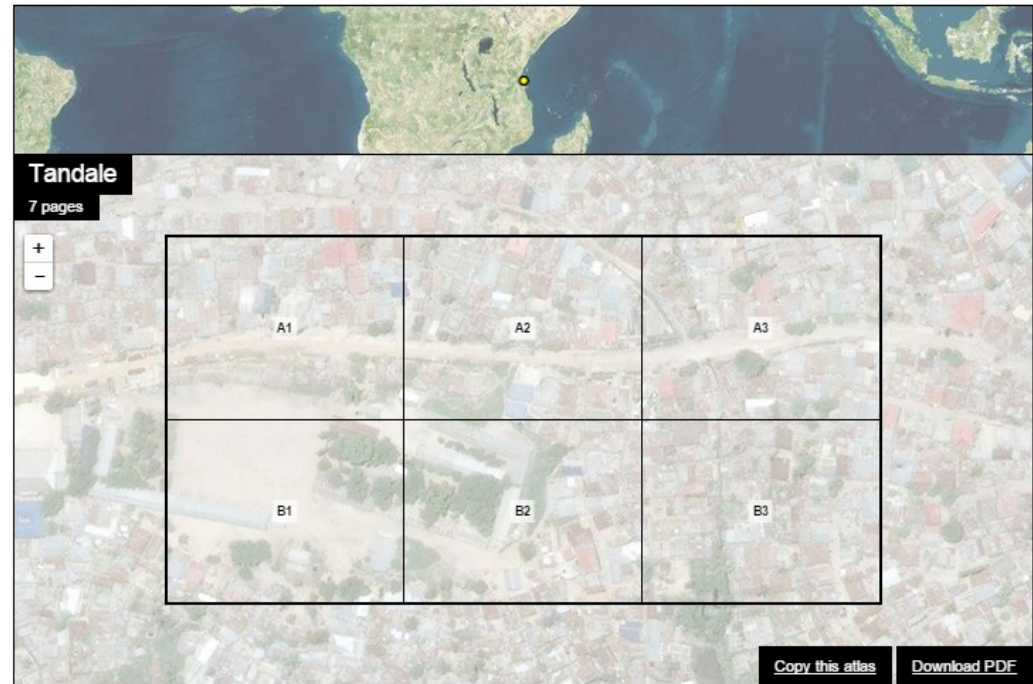 Tandale
7 pages
+
−
A1
A2
A3
B1
B2
B3
Copy this atlas
Download PDF